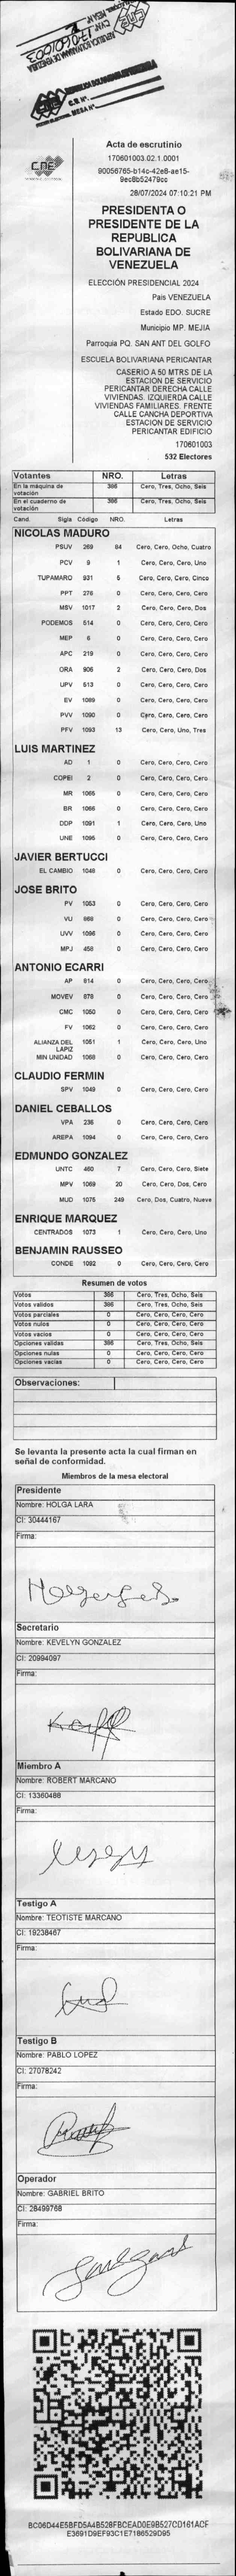 REPUBLICA BOLIVARIANA DE VENEZUELA
CNE
Acta de escrutinio
170601003.02.1.0001
90056765-b14c-42e8-ae15-
9ec8b52479cc
28/07/2024 07:10:21 PM
PRESIDENTA O
PRESIDENTE DE LA
REPUBLICA
BOLIVARIANA DE
VENEZUELA
ELECCIÓN PRESIDENCIAL 2024
Pais VENEZUELA
Estado EDO. SUCRE
Municipio MP. MEJIA
Parroquia PQ. SAN ANT DEL GOLFO
ESCUELA BOLIVARIANA PERICANTAR
CASERIO A 50 MTRS DE LA
ESTACION DE SERVICIO
PERICANTAR DERECHA CALLE
VIVIENDAS. IZQUIERDA CALLE
VIVIENDAS FAMILIARES. FRENTE
CALLE CANCHA DEPORTIVA
ESTACION DE SERVICIO
PERICANTAR EDIFICIO
170601003
532 Electores
Votantes NRO. Letras
En la máquina de votación 386 Cero, Tres, Ocho, Seis
En el cuaderno de votación 386 Cero, Tres, Ocho, Seis
Cand. Sigla Código NRO. Letras
NICOLAS MADURO
PSUV 269 84 Cero, Cero, Ocho, Cuatro
PCV 9 1 Cero, Cero, Cero, Uno
TUPAMARO 931 5 Cero, Cero, Cero, Cinco
PPT 276 0 Cero, Cero, Cero, Cero
MSV 1017 2 Cero, Cero, Cero, Dos
PODEMOS 514 0 Cero, Cero, Cero, Cero
MEP 6 0 Cero, Cero, Cero, Cero
APC 219 0 Cero, Cero, Cero, Cero
ORA 906 2 Cero, Cero, Cero, Dos
UPV 513 0 Cero, Cero, Cero, Cero
EV 1089 0 Cero, Cero, Cero, Cero
PVV 1090 0 Cero, Cero, Cero, Cero
PFV 1093 13 Cero, Cero, Uno, Tres
LUIS MARTINEZ
AD 1 0 Cero, Cero, Cero, Cero
COPEI 2 0 Cero, Cero, Cero, Cero
MR 1065 0 Cero, Cero, Cero, Cero
BR 1066 0 Cero, Cero, Cero, Cero
DDP 1091 1 Cero, Cero, Cero, Uno
UNE 1095 0 Cero, Cero, Cero, Cero
JAVIER BERTUCCI
EL CAMBIO 1048 0 Cero, Cero, Cero, Cero
JOSE BRITO
PV 1053 0 Cero, Cero, Cero, Cero
VU 868 0 Cero, Cero, Cero, Cero
UVV 1096 0 Cero, Cero, Cero, Cero
MPJ 456 0 Cero, Cero, Cero, Cero
ANTONIO ECARRI
AP 814 0 Cero, Cero, Cero, Cero
MOVEV 878 0 Cero, Cero, Cero, Cero
CMC 1050 0 Cero, Cero, Cero, Cero
FV 1062 0 Cero, Cero, Cero, Cero
ALIANZA DEL LAPIZ 1051 1 Cero, Cero, Cero, Uno
MIN UNIDAD 1068 0 Cero, Cero, Cero, Cero
CLAUDIO FERMIN
SPV 1049 0 Cero, Cero, Cero, Cero
DANIEL CEBALLOS
VPA 236 0 Cero, Cero, Cero, Cero
AREPA 1094 0 Cero, Cero, Cero, Cero
EDMUNDO GONZALEZ
UNTC 460 7 Cero, Cero, Cero, Siete
MPV 1069 20 Cero, Cero, Dos, Cero
MUD 1075 249 Cero, Dos, Cuatro, Nueve
ENRIQUE MARQUEZ
CENTRADOS 1073 1 Cero, Cero, Cero, Uno
BENJAMIN RAUSSEO
CONDE 1092 0 Cero, Cero, Cero, Cero
Resumen de votos
Votos 386 Cero, Tres, Ocho, Seis
Votos validos 386 Cero, Tres, Ocho, Seis
Votos parciales 0 Cero, Cero, Cero, Cero
Votos nulos 0 Cero, Cero, Cero, Cero
Votos vacios 0 Cero, Cero, Cero, Cero
Opciones validas 386 Cero, Tres, Ocho, Seis
Opciones nulas 0 Cero, Cero, Cero, Cero
Opciones vacias 0 Cero, Cero, Cero, Cero
Observaciones:
Se levanta la presente acta la cual firman en
señal de conformidad.
Miembros de la mesa electoral
Presidente
Nombre: HOLGA LARA
CI: 30444167
Firma:
Secretario
Nombre: KEVELYN GONZALEZ
CI: 20994097
Firma:
Miembro A
Nombre: ROBERT MARCANO
CI: 13360488
Firma:
Testigo A
Nombre: TEOTISTE MARCANO
CI: 19238467
Firma:
Testigo B
Nombre: PABLO LOPEZ
CI: 27078242
Firma:
Operador
Nombre: GABRIEL BRITO
CI: 28499768
Firma:
BC06D44E5BFD5A4B528FBCEAD0E9B527CD161ACF
E3691D9EF93C1E7186529D95